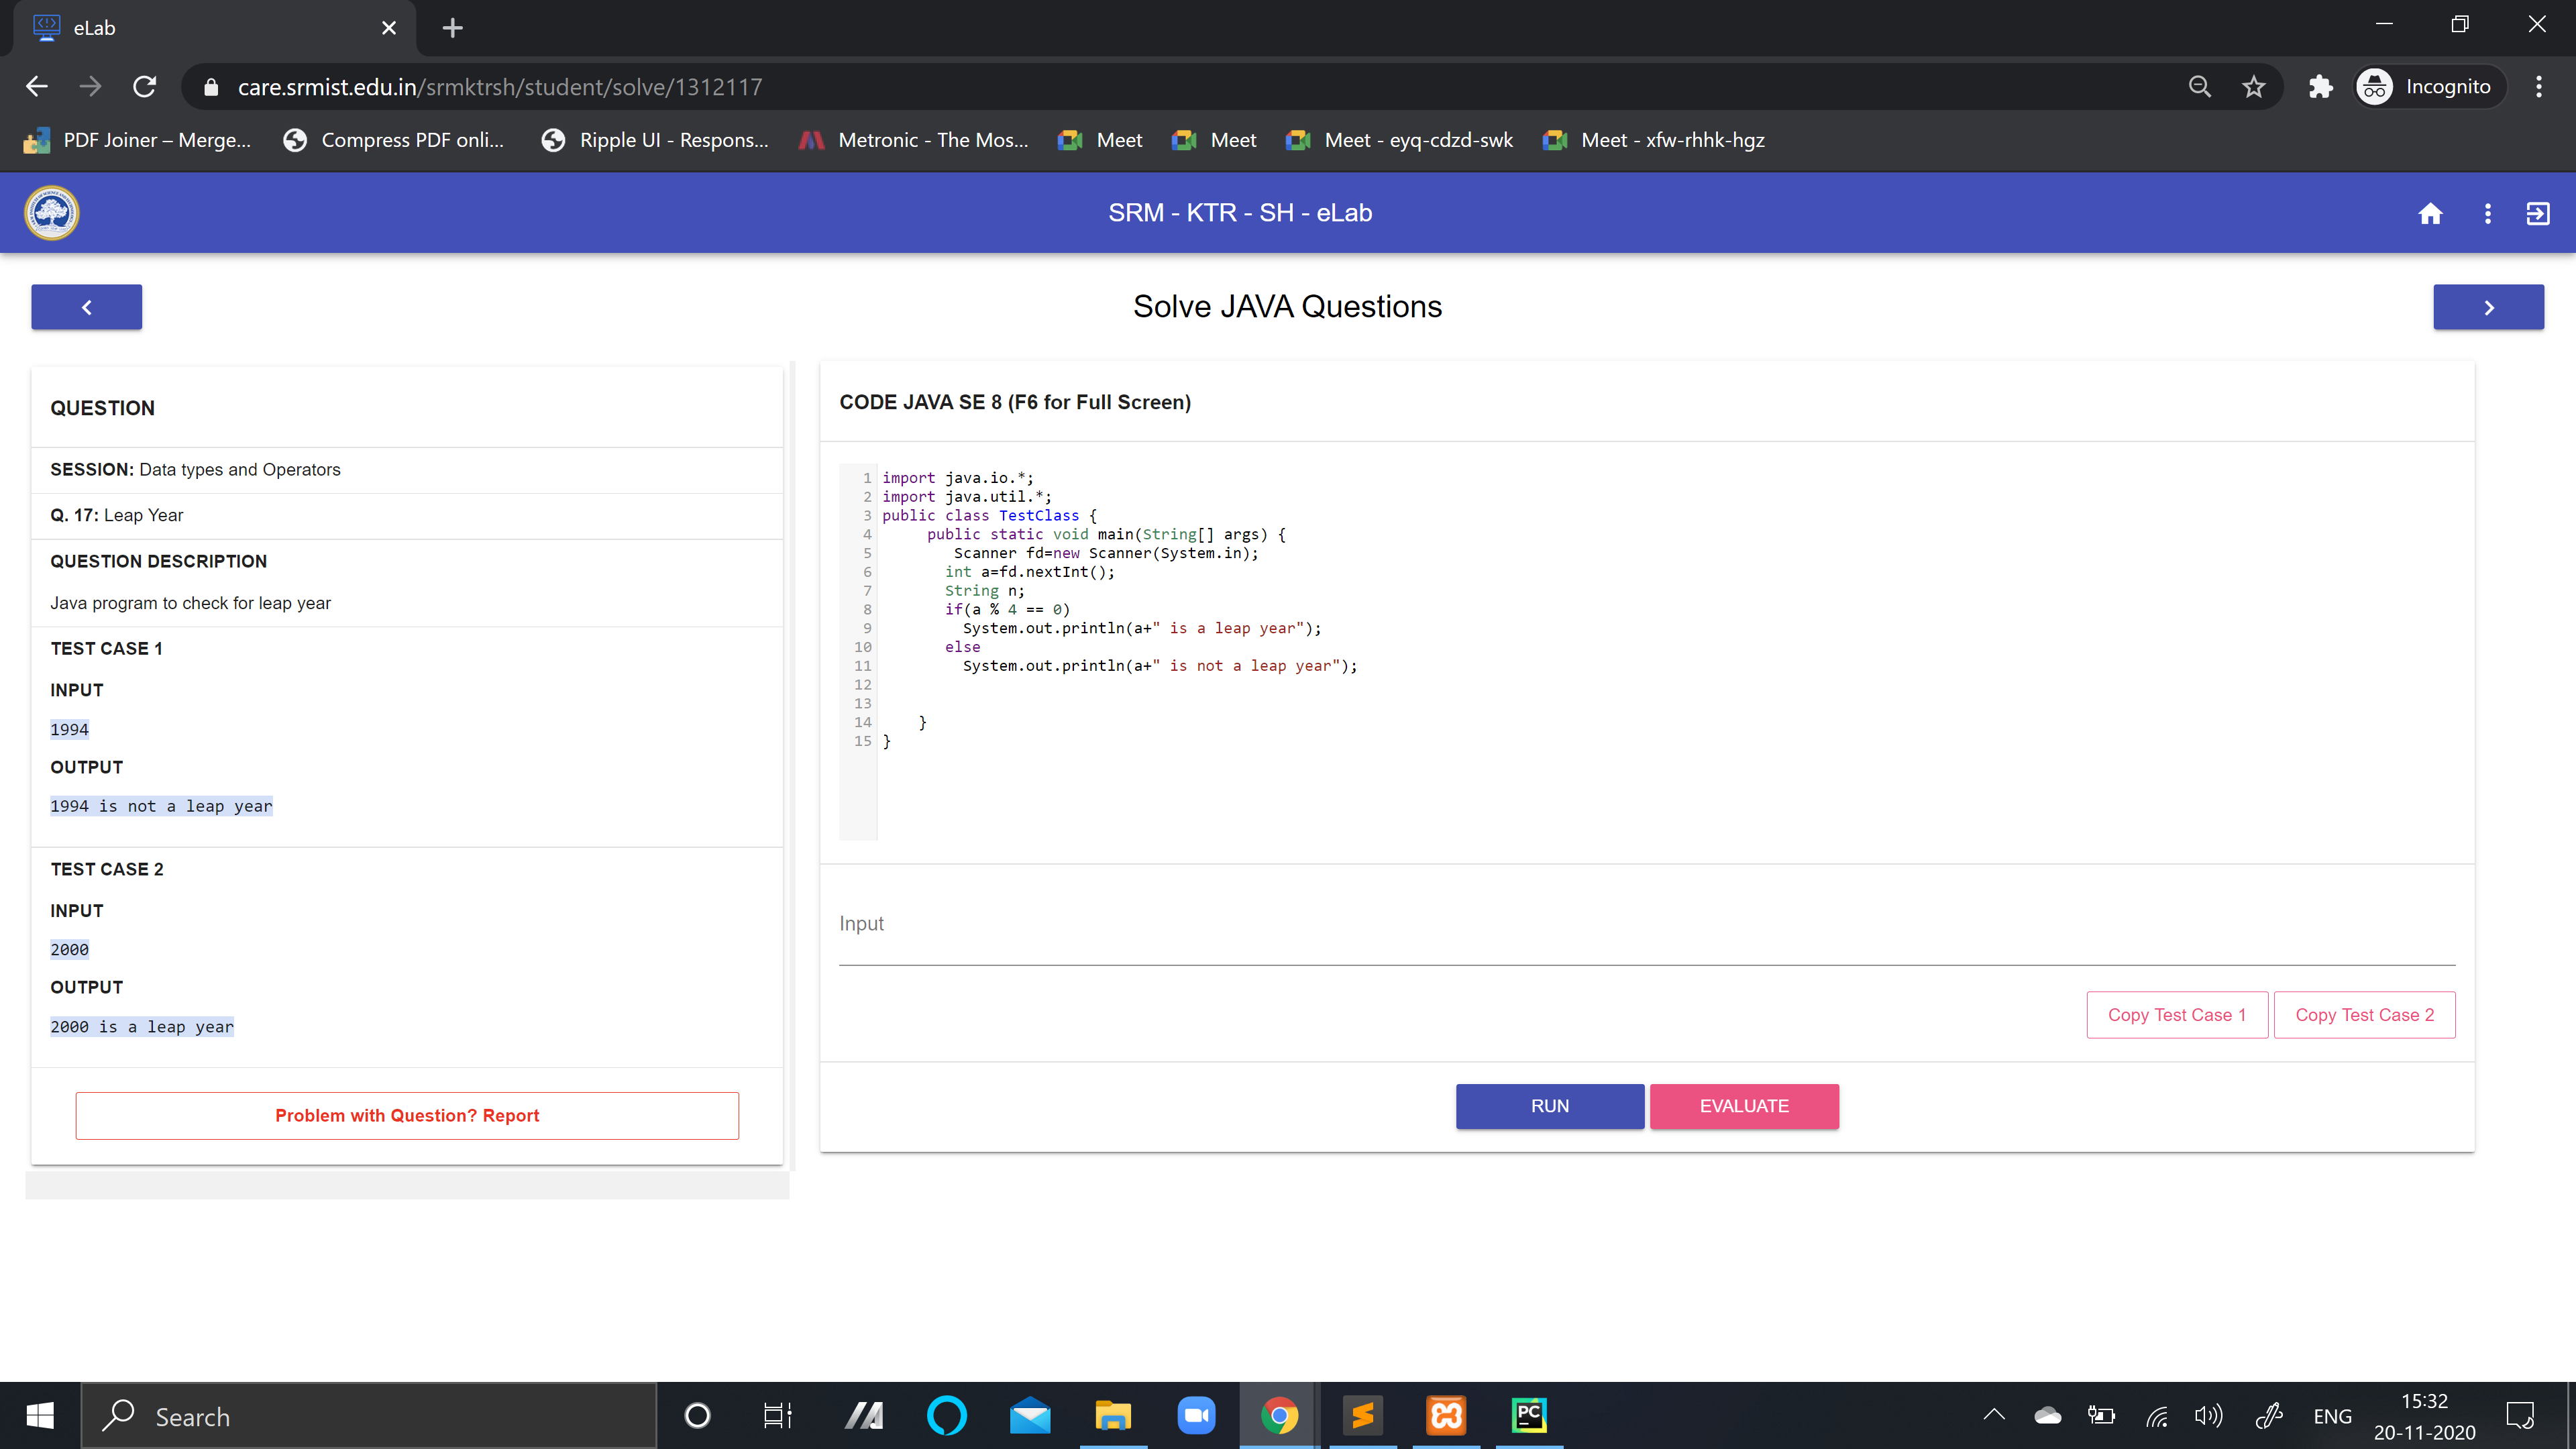 eLab
care.srmist.edu.in/srmktrsh/student/solve/1312117
Incognito
PDF Joiner – Merge...
Compress PDF onli...
Ripple UI - Respons...
Metronic - The Mos...
Meet
Meet
Meet - eyq-cdzd-swk
Meet - xfw-rhhk-hgz
SRM - KTR - SH - eLab
Solve JAVA Questions
QUESTION
SESSION: Data types and Operators
Q. 17: Leap Year
QUESTION DESCRIPTION
Java program to check for leap year
TEST CASE 1
INPUT
1994
OUTPUT
1994 is not a leap year
TEST CASE 2
INPUT
2000
OUTPUT
2000 is a leap year
Problem with Question? Report
CODE JAVA SE 8 (F6 for Full Screen)
1 import java.io.*;
2 import java.util.*;
3 public class TestClass {
4 public static void main(String[] args) {
5 Scanner fd=new Scanner(System.in);
6 int a=fd.nextInt();
7 String n;
8 if(a % 4 == 0)
9 System.out.println(a+" is a leap year");
10 else
11 System.out.println(a+" is not a leap year");
12
13
14 }
15 }
Input
Copy Test Case 1
Copy Test Case 2
RUN
EVALUATE
Search
PC
ENG
15:32
20-11-2020